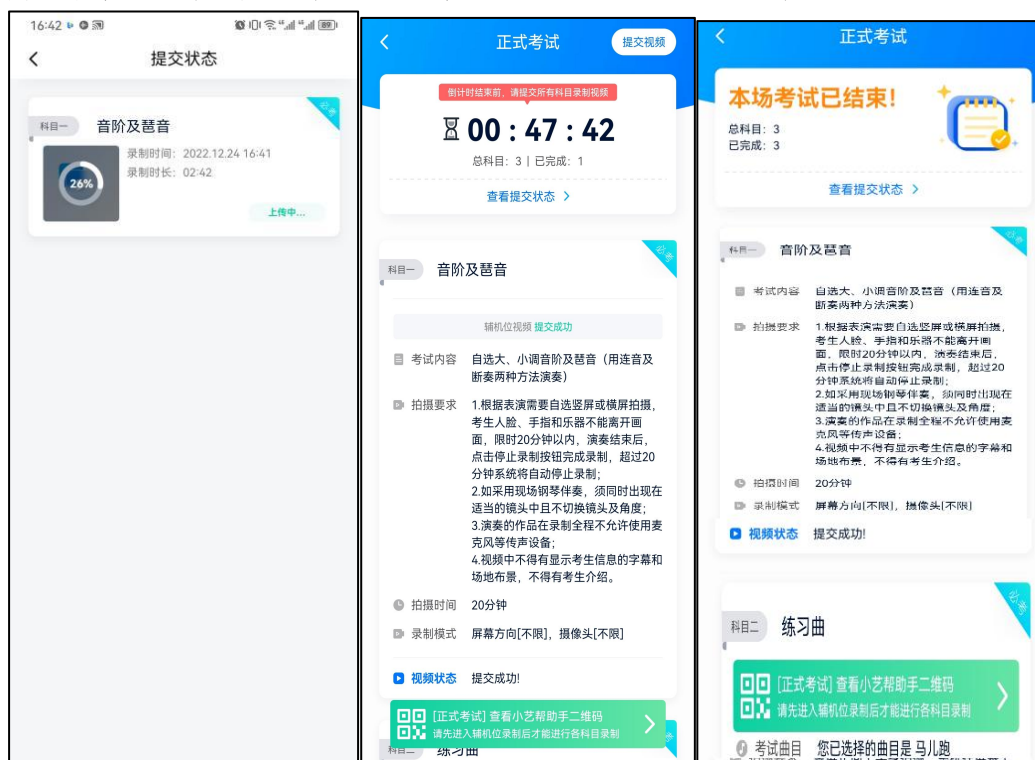 16:42
89
提交状态
必考
科目一
音阶及琶音
录制时间：2022.12.24 16:41
录制时长：02:42
26%
上传中...
正式考试
提交视频
倒计时结束前，请提交所有科目录制视频
00 : 47 : 42
总科目：3 | 已完成：1
查看提交状态
必考
科目一
音阶及琶音
辅机位视频 提交成功
考试内容 自选大、小调音阶及琶音（用连音及
断奏两种方法演奏）
拍摄要求 1.根据表演需要自选竖屏或横屏拍摄，
考生人脸、手指和乐器不能离开画
面，限时20分钟以内，演奏结束后，
点击停止录制按钮完成录制，超过20
分钟系统将自动停止录制；
2.如采用现场钢琴伴奏，须同时出现在
适当的镜头中且不切换镜头及角度；
3.演奏的作品在录制全程不允许使用麦
克风等传声设备；
4.视频中不得有显示考生信息的字幕和
场地布景，不得有考生介绍。
拍摄时间 20分钟
录制模式 屏幕方向[不限]，摄像头[不限]
视频状态 提交成功!
[正式考试] 查看小艺帮助手二维码
请先进入辅机位录制后才能进行各科目录制
科目二
练习曲
正式考试
本场考试已结束!
总科目：3
已完成：3
查看提交状态
必考
科目一
音阶及琶音
考试内容 自选大、小调音阶及琶音（用连音及
断奏两种方法演奏）
拍摄要求 1.根据表演需要自选竖屏或横屏拍摄，
考生人脸、手指和乐器不能离开画
面，限时20分钟以内，演奏结束后，
点击停止录制按钮完成录制，超过20
分钟系统将自动停止录制；
2.如采用现场钢琴伴奏，须同时出现在
适当的镜头中且不切换镜头及角度；
3.演奏的作品在录制全程不允许使用麦
克风等传声设备；
4.视频中不得有显示考生信息的字幕和
场地布景，不得有考生介绍。
拍摄时间 20分钟
录制模式 屏幕方向[不限]，摄像头[不限]
视频状态 提交成功!
必考
科目二
练习曲
[正式考试] 查看小艺帮助手二维码
请先进入辅机位录制后才能进行各科目录制
考试曲目 您已选择的曲目是 马儿跑